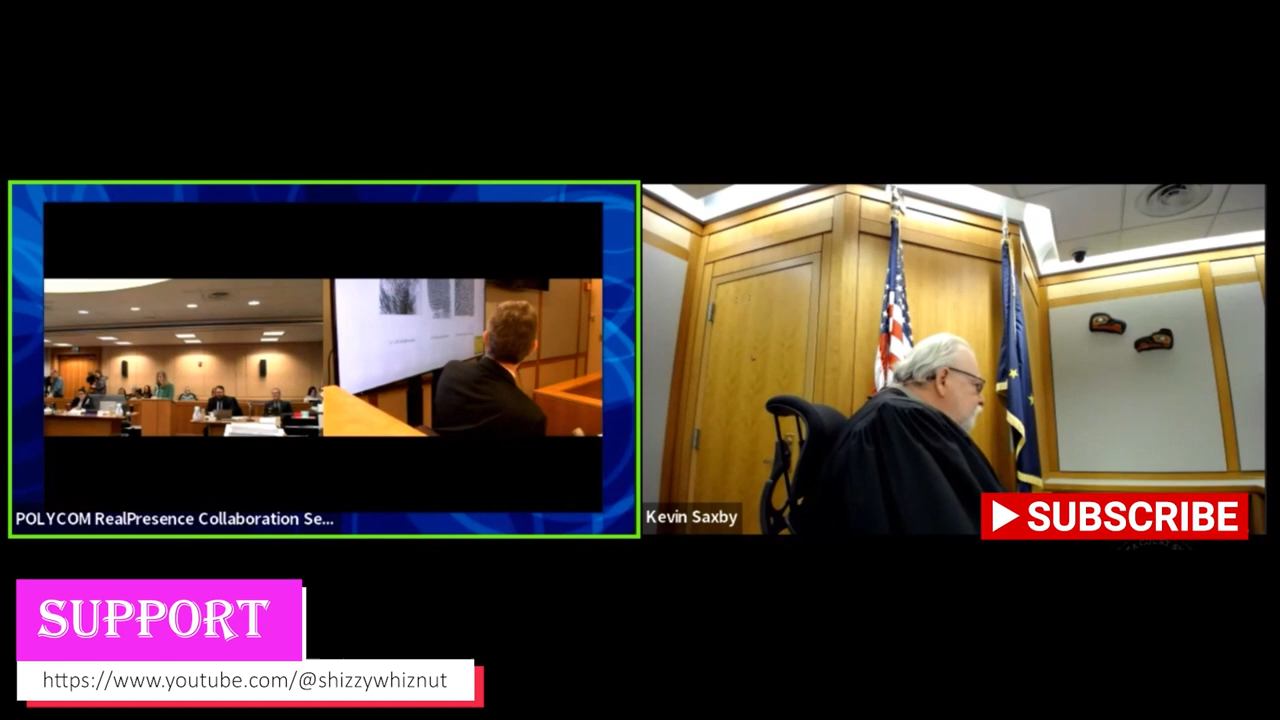 POLYCOM RealPresence Collaboration Se...
Kevin Saxby
SUBSCRIBE
SUPPORT
https://www.youtube.com/@shizzywhiznut